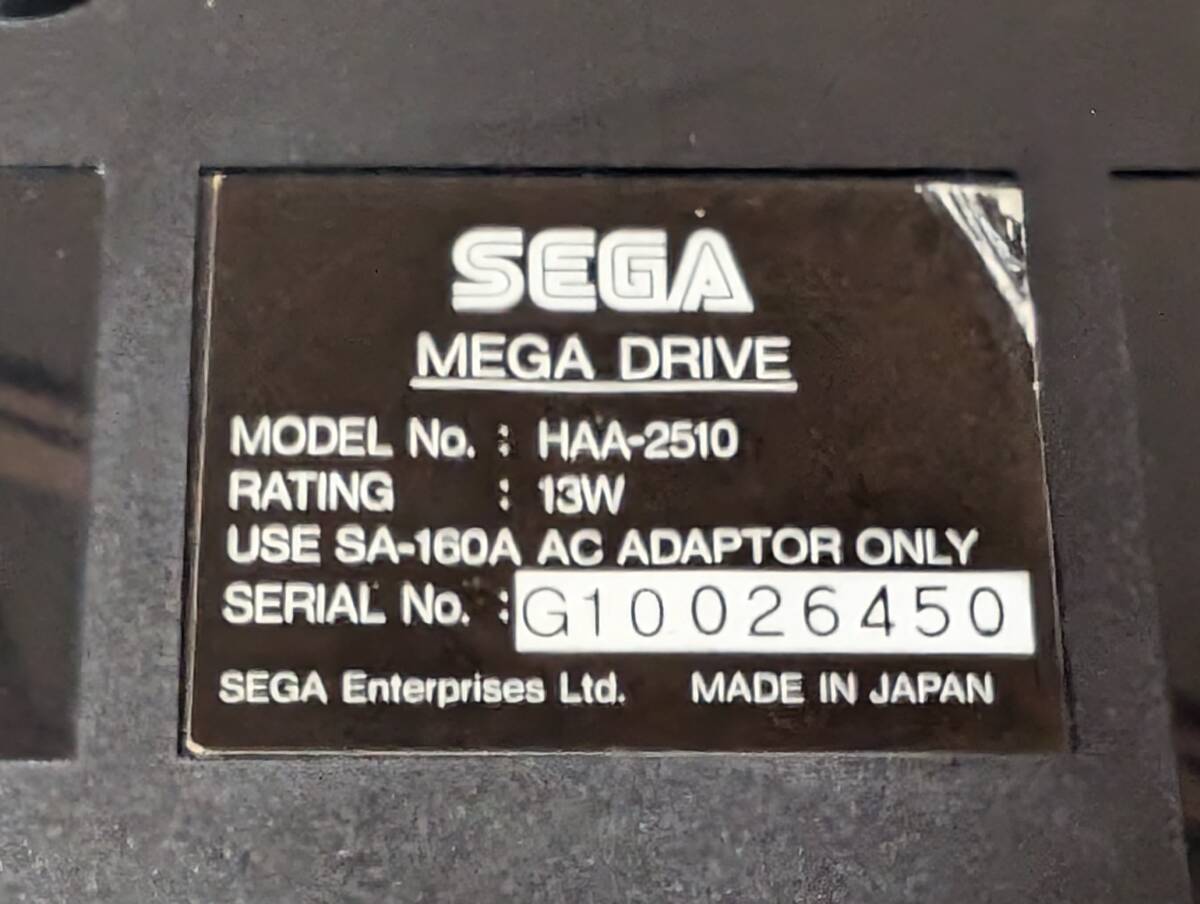 SEGA
MEGA DRIVE
MODEL No. : HAA-2510
RATING : 13W
USE SA-160A AC ADAPTOR ONLY
SERIAL No. : G10026450
SEGA Enterprises Ltd. MADE IN JAPAN